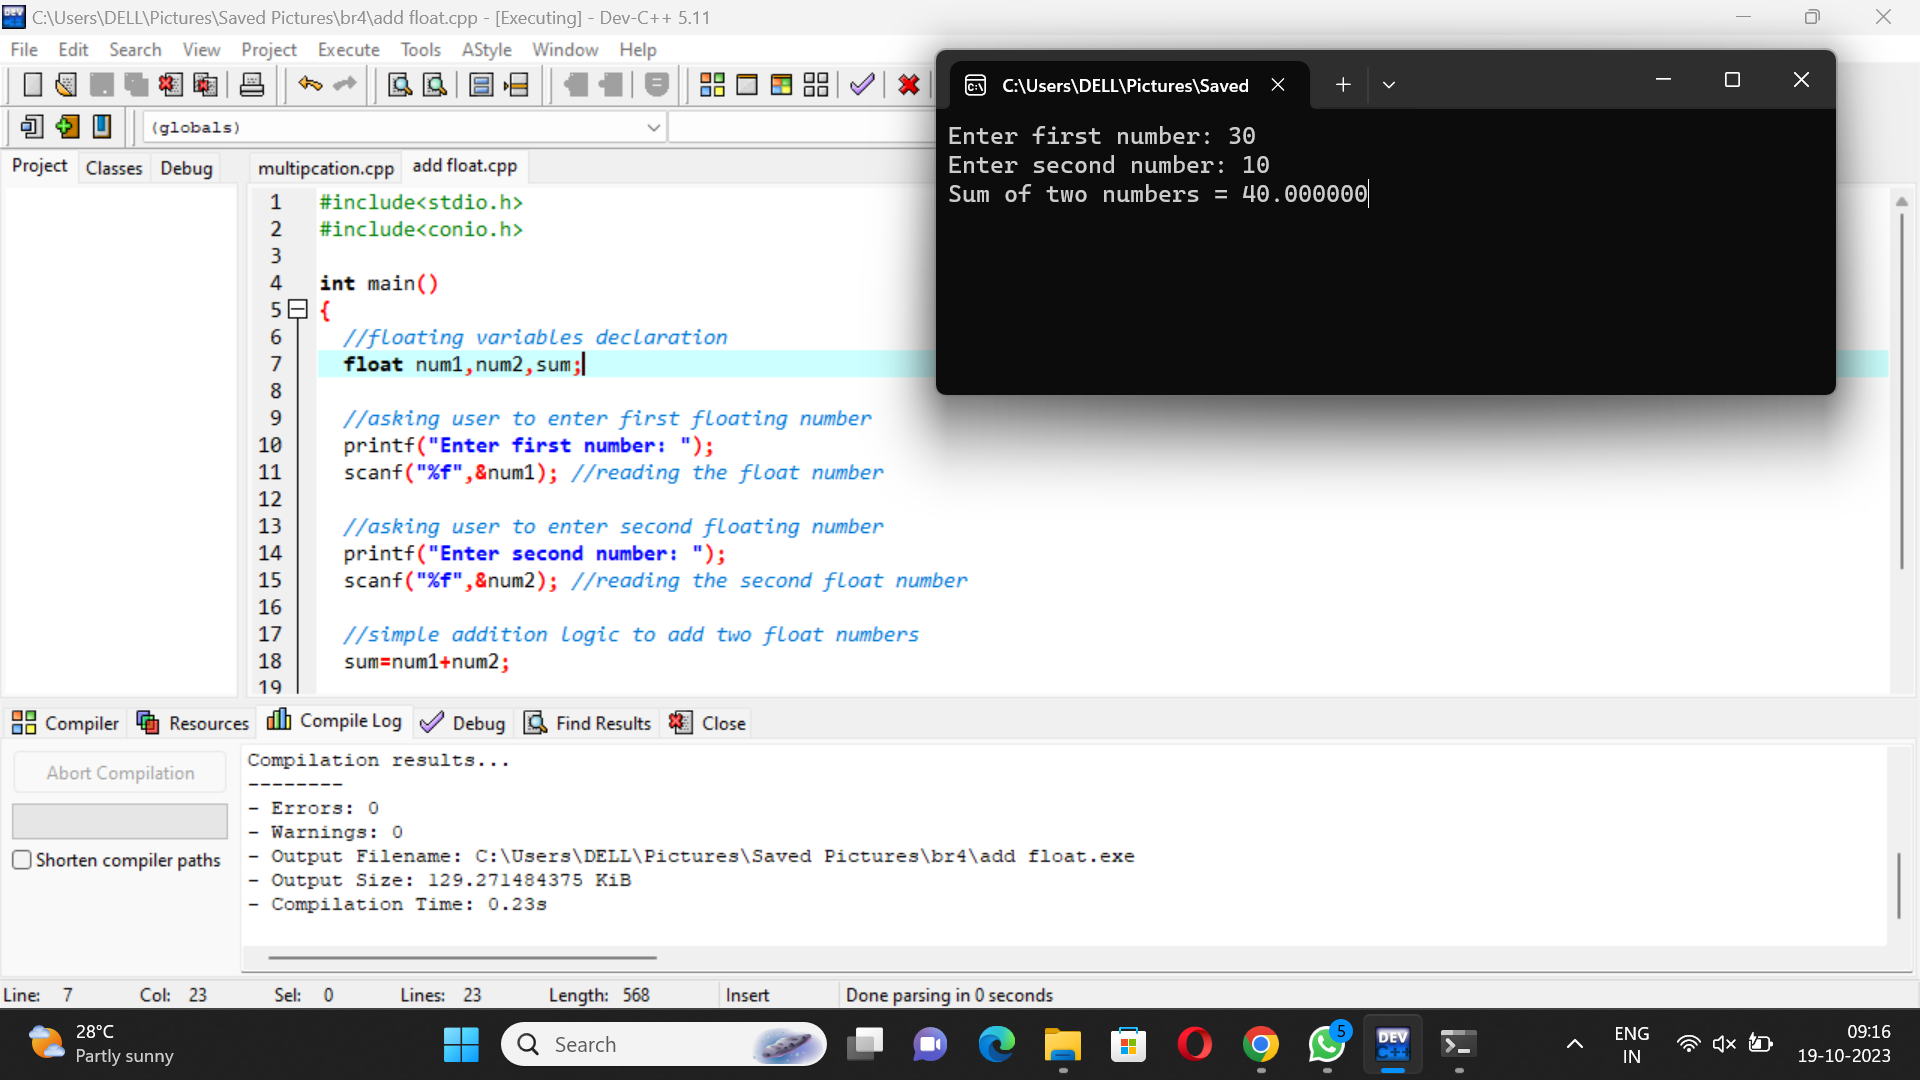 C:\Users\DELL\Pictures\Saved Pictures\br4\add float.cpp - [Executing] - Dev-C++ 5.11
File Edit Search View Project Execute Tools AStyle Window Help
(globals)
Project Classes Debug
multipcation.cpp add float.cpp
1 #include<stdio.h>
2 #include<conio.h>
3
4 int main()
5 {
6 //floating variables declaration
7 float num1,num2,sum;
8
9 //asking user to enter first floating number
10 printf("Enter first number: ");
11 scanf("%f",&num1); //reading the float number
12
13 //asking user to enter second floating number
14 printf("Enter second number: ");
15 scanf("%f",&num2); //reading the second float number
16
17 //simple addition logic to add two float numbers
18 sum=num1+num2;
19
C:\Users\DELL\Pictures\Saved
Enter first number: 30
Enter second number: 10
Sum of two numbers = 40.000000
Compiler Resources Compile Log Debug Find Results Close
Abort Compilation
Shorten compiler paths
Compilation results...
--------
- Errors: 0
- Warnings: 0
- Output Filename: C:\Users\DELL\Pictures\Saved Pictures\br4\add float.exe
- Output Size: 129.271484375 KiB
- Compilation Time: 0.23s
Line: 7 Col: 23 Sel: 0 Lines: 23 Length: 568 Insert Done parsing in 0 seconds
28°C
Partly sunny
Search
5
DEV
C++
ENG
IN
09:16
19-10-2023